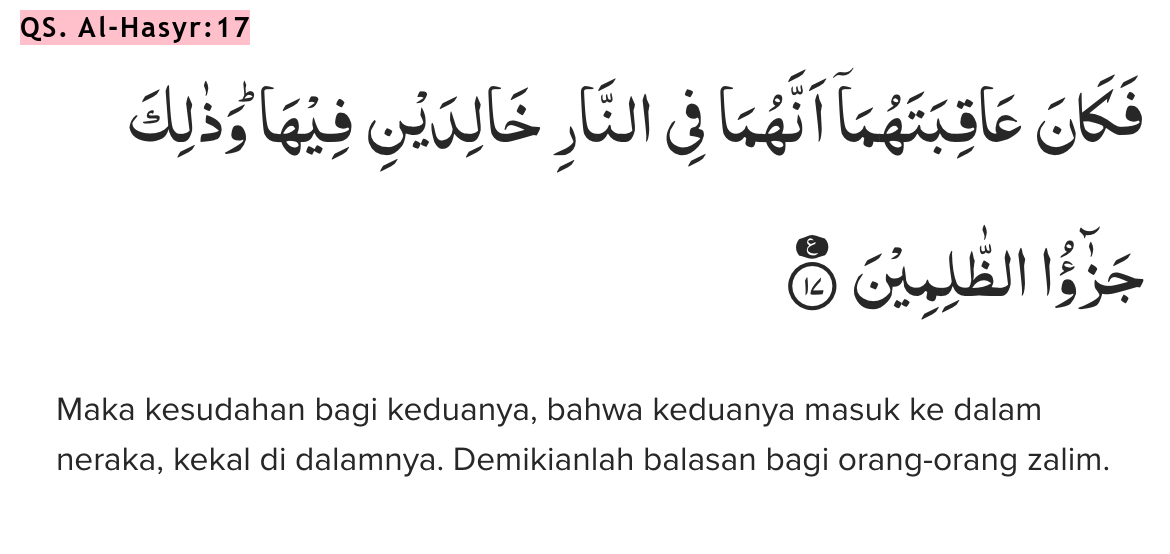 QS. Al-Hasyr:17
فَكَانَ عَاقِبَتَهُمَآ اَنَّهُمَا فِى النَّارِ خَالِدَيْنِ فِيْهَاۗ وَذٰلِكَ
جَزٰۤؤُا الظّٰلِمِيْنَ ࣖ ١٧
Maka kesudahan bagi keduanya, bahwa keduanya masuk ke dalam
neraka, kekal di dalamnya. Demikianlah balasan bagi orang-orang zalim.